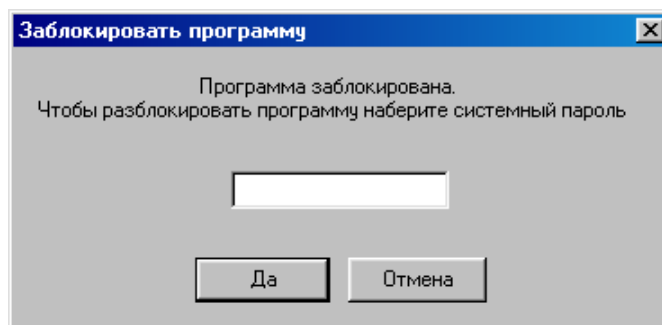 Заблокировать программу
Программа заблокирована.
Чтобы разблокировать программу наберите системный пароль
Да
Отмена